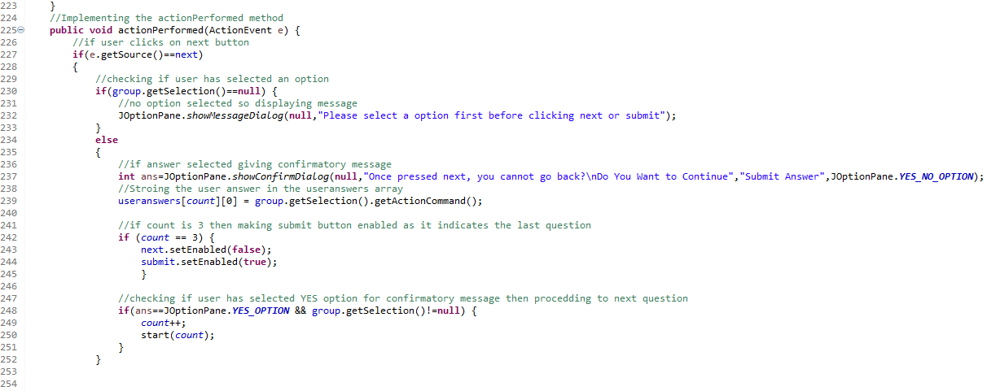 223 }
224 //Implementing the actionPerformed method
225 public void actionPerformed(ActionEvent e) {
226 //if user clicks on next button
227 if(e.getSource()==next)
228 {
229 //checking if user has selected an option
230 if(group.getSelection()==null) {
231 //no option selected so displaying message
232 JOptionPane.showMessageDialog(null,"Please select a option first before clicking next or submit");
233 }
234 else
235 {
236 //if answer selected giving confirmatory message
237 int ans=JOptionPane.showConfirmDialog(null,"Once pressed next, you cannot go back?\nDo You Want to Continue","Submit Answer",JOptionPane.YES_NO_OPTION);
238 //Stroing the user answer in the useranswers array
239 useranswers[count][0] = group.getSelection().getActionCommand();
240
241 //if count is 3 then making submit button enabled as it indicates the last question
242 if (count == 3) {
243 next.setEnabled(false);
244 submit.setEnabled(true);
245 }
246
247 //checking if user has selected YES option for confirmatory message then procedding to next question
248 if(ans==JOptionPane.YES_OPTION && group.getSelection()!=null) {
249 count++;
250 start(count);
251 }
252 }
253
254